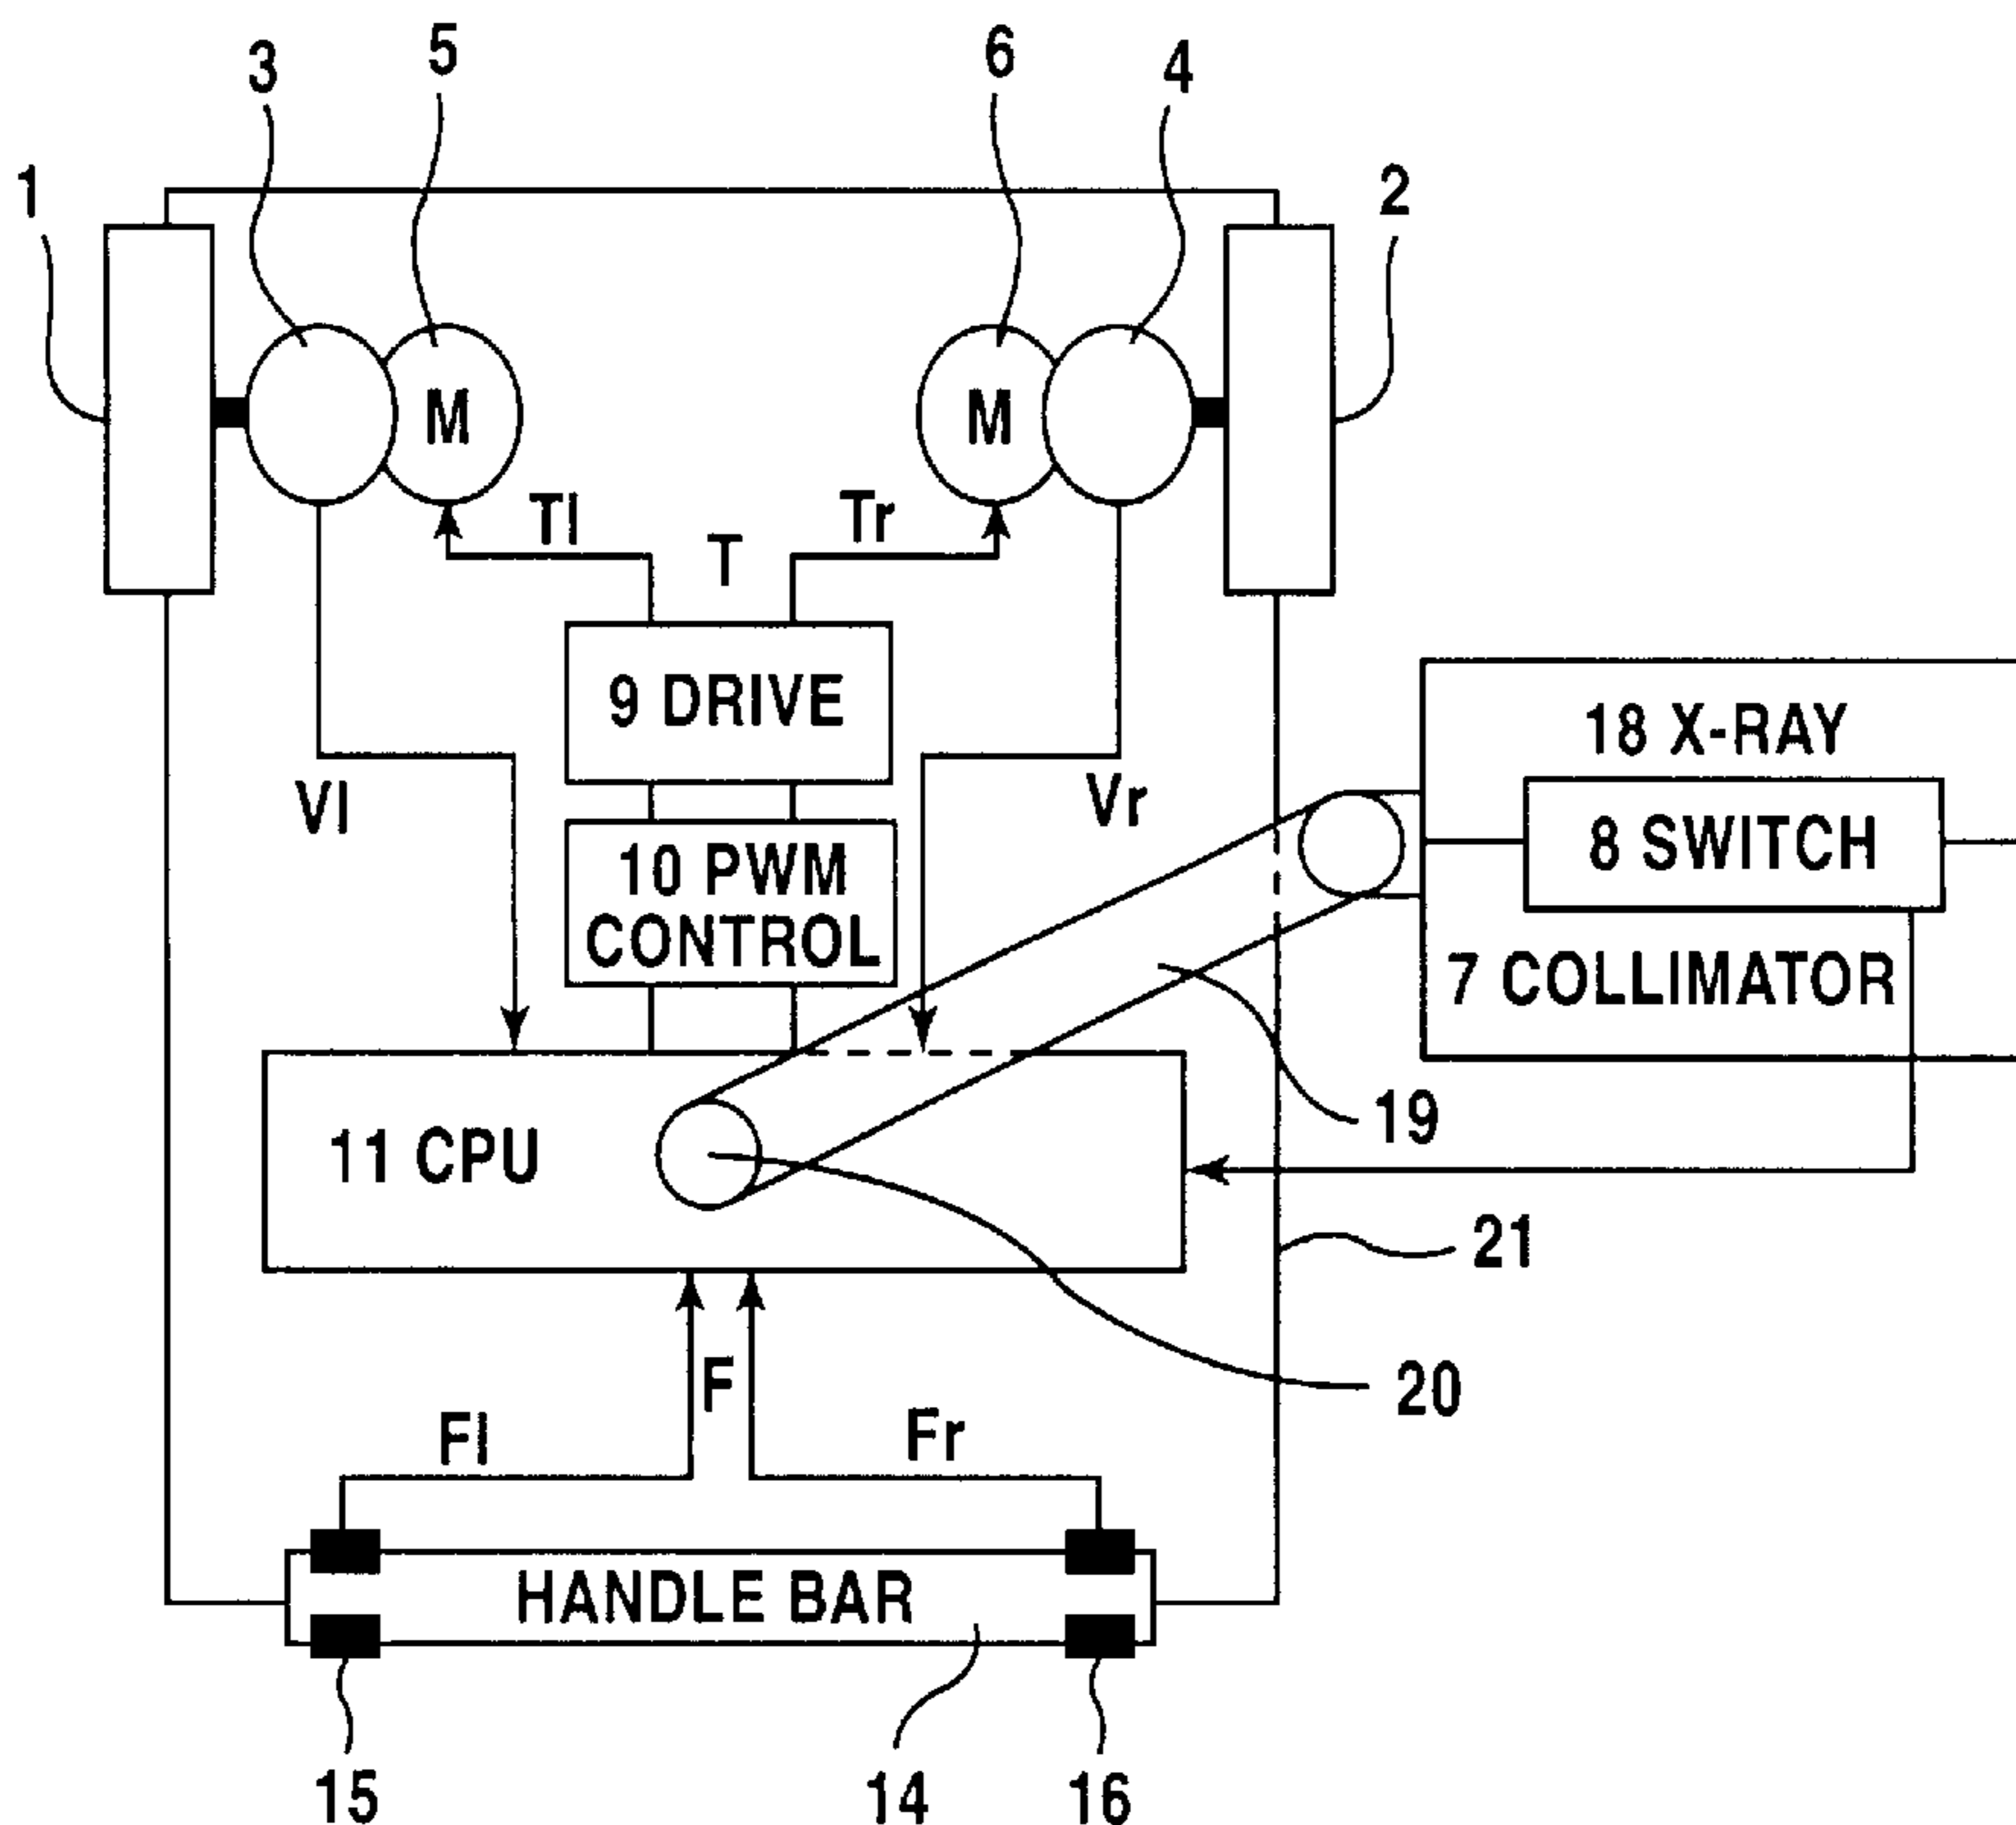 3
5
6
4
1
2
M
M
Tl
T
Tr
9 DRIVE
18 X-RAY
Vl
Vr
8 SWITCH
10 PWM
CONTROL
7 COLLIMATOR
19
11 CPU
21
F
20
Fl
Fr
HANDLE BAR
15
14
16